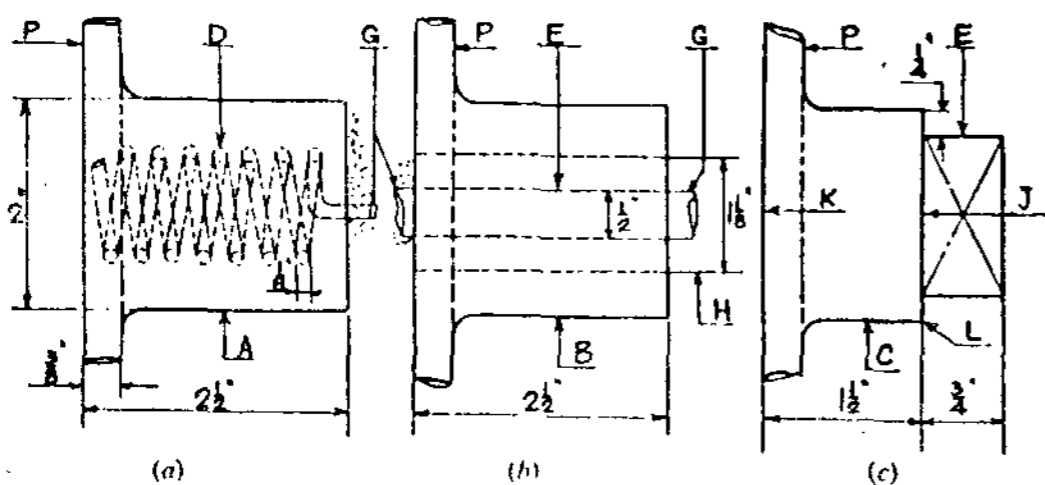 P D G P E G P 1/4" E
2" 1/2" 1 1/8" K J
A H
A B C L
3/8" 2 1/2" 2 1/2" 1 1/2" 3/4"
(a) (b) (c)